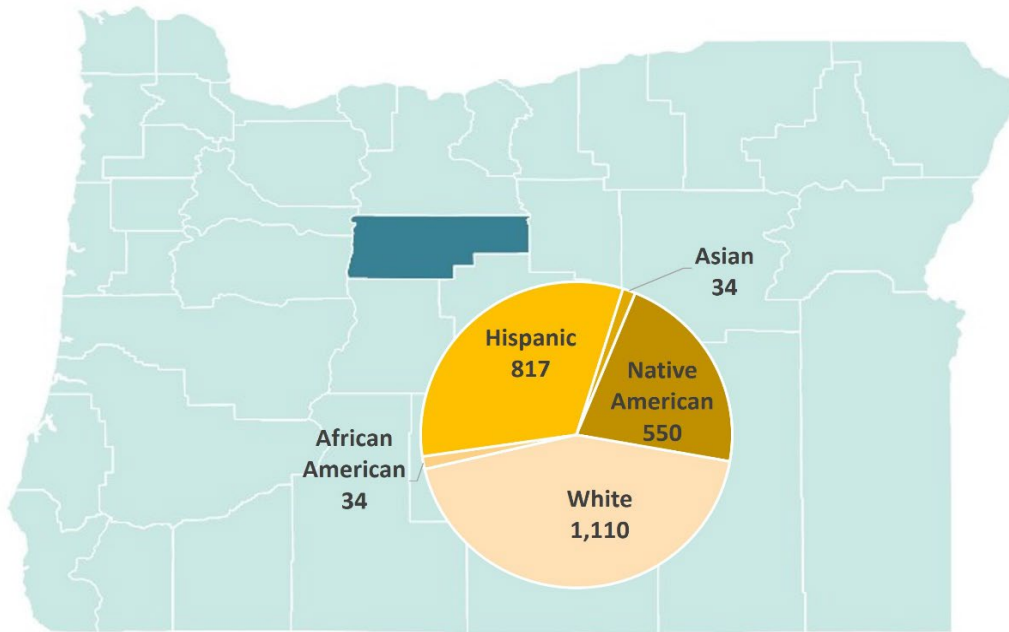 Asian
34
Hispanic
817
Native
American
550
African
American
34
White
1,110